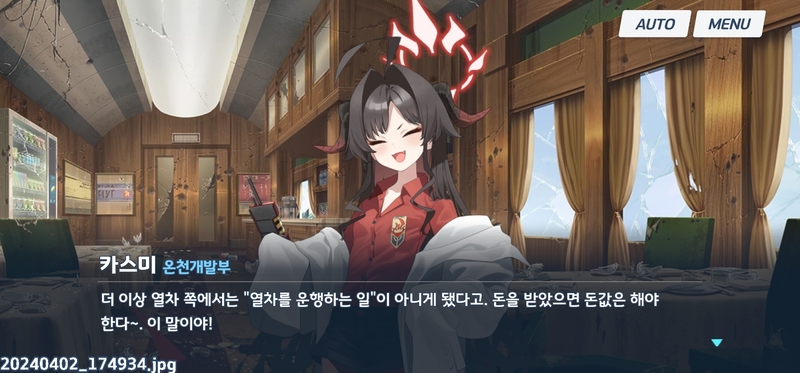 AUTO MENU
카스미 온천개발부
더 이상 열차 쪽에서는 "열차를 운행하는 일"이 아니게 됐다고. 돈을 받았으면 돈값은 해야
한다~. 이 말이야!
20240402_174934.jpg